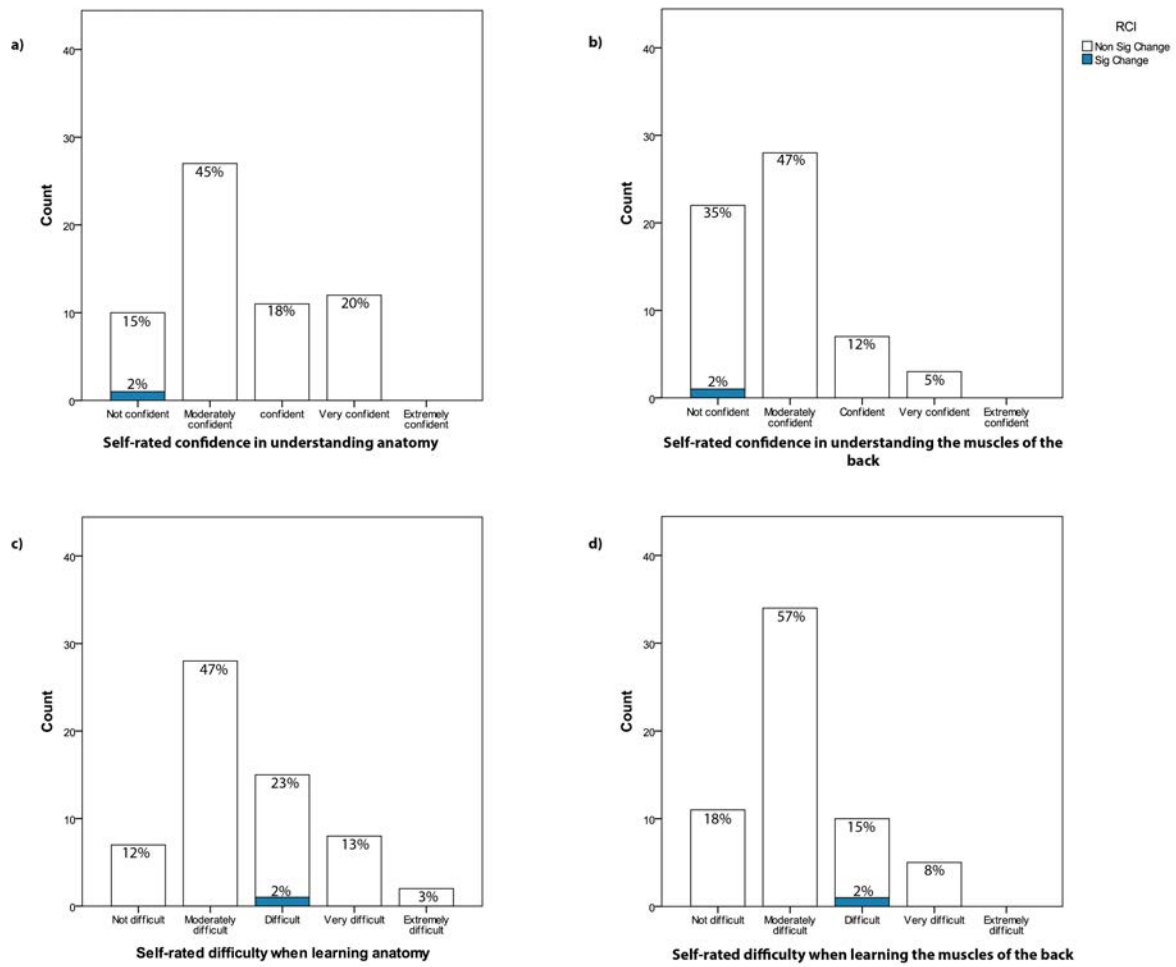 a)
40
30
20
10
0
Count
45%
20%
18%
15%
2%
Not confident
Moderately
confident
confident
Very confident
Extremely
confident
Self-rated confidence in understanding anatomy
b)
40
30
20
10
0
Count
47%
35%
12%
5%
2%
Not confident
Moderately
confident
Confident
Very confident
Extremely
confident
Self-rated confidence in understanding the muscles of the
back
RCI
Non Sig Change
Sig Change
c)
40
30
20
10
0
Count
47%
23%
13%
12%
2%
3%
Not difficult
Moderately
difficult
Difficult
Very difficult
Extremely
difficult
Self-rated difficulty when learning anatomy
d)
40
30
20
10
0
Count
57%
18%
15%
8%
2%
Not difficult
Moderately
difficult
Difficult
Very difficult
Extremely
difficult
Self-rated difficulty when learning the muscles of the back